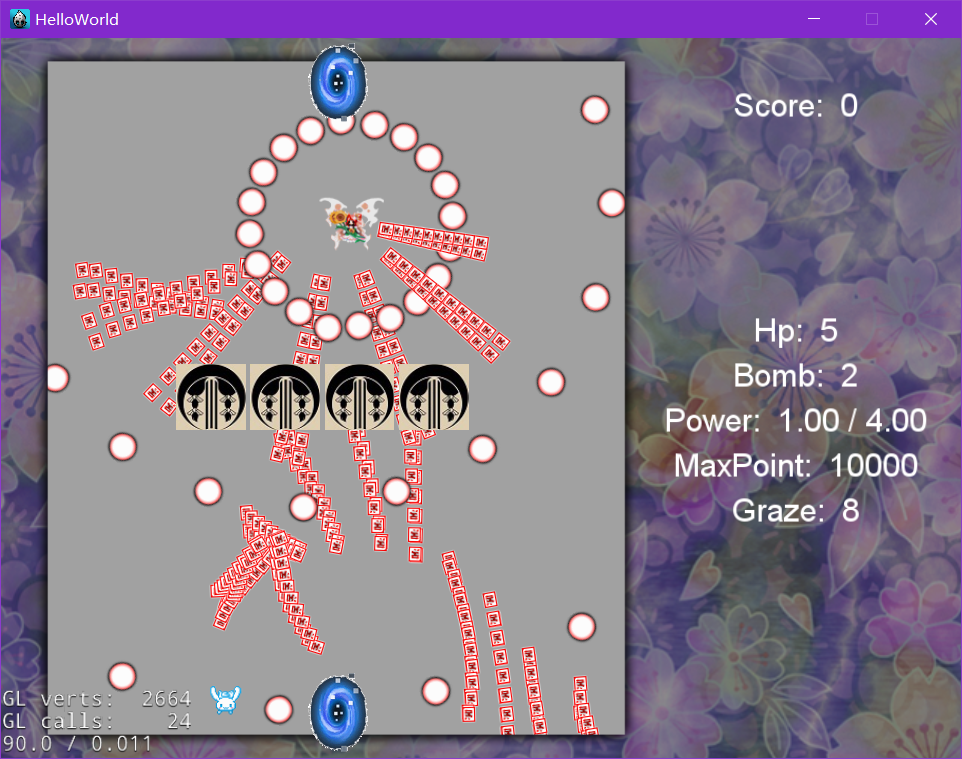 HelloWorld
Score: 0
Hp: 5
Bomb: 2
Power: 1.00 / 4.00
MaxPoint: 10000
Graze: 8
GL verts: 2664
GL calls: 24
90.0 / 0.011